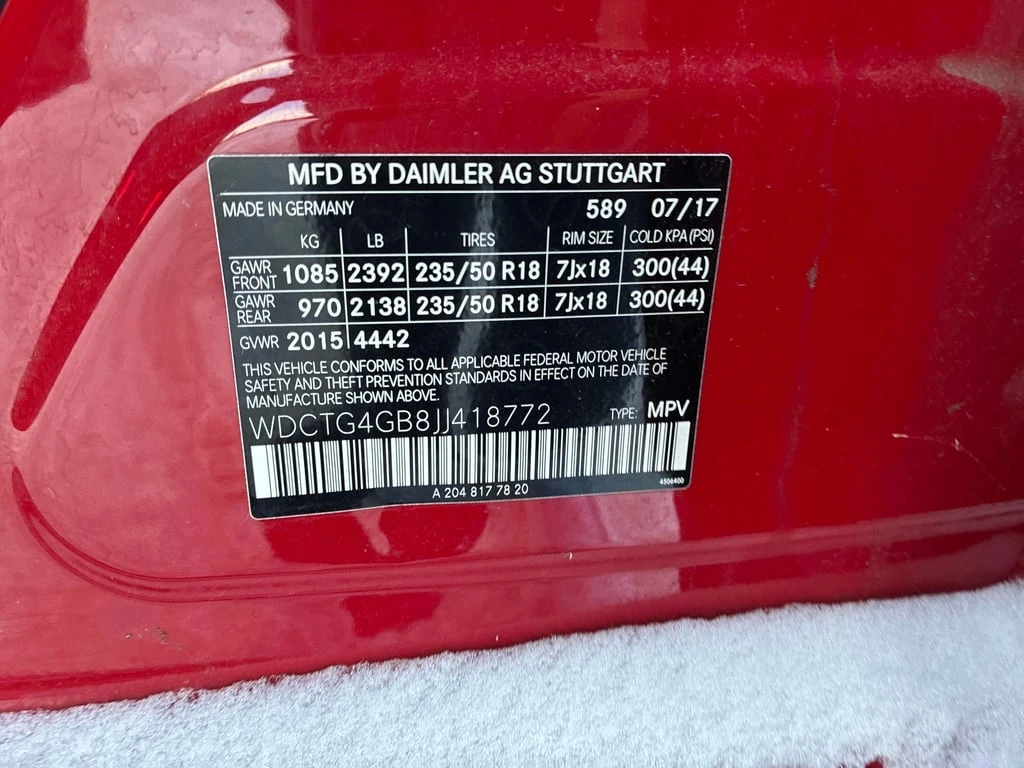 MFD BY DAIMLER AG STUTTGART
MADE IN GERMANY 589 07/17
KG LB TIRES RIM SIZE COLD KPA (PSI)
GAWR FRONT 1085 2392 235/50 R18 7Jx18 300(44)
GAWR REAR 970 2138 235/50 R18 7Jx18 300(44)
GVWR 2015 4442
THIS VEHICLE CONFORMS TO ALL APPLICABLE FEDERAL MOTOR VEHICLE
SAFETY AND THEFT PREVENTION STANDARDS IN EFFECT ON THE DATE OF
MANUFACTURE SHOWN ABOVE.
WDCTG4GB8JJ418772 TYPE: MPV
A 204 817 78 20 4506400